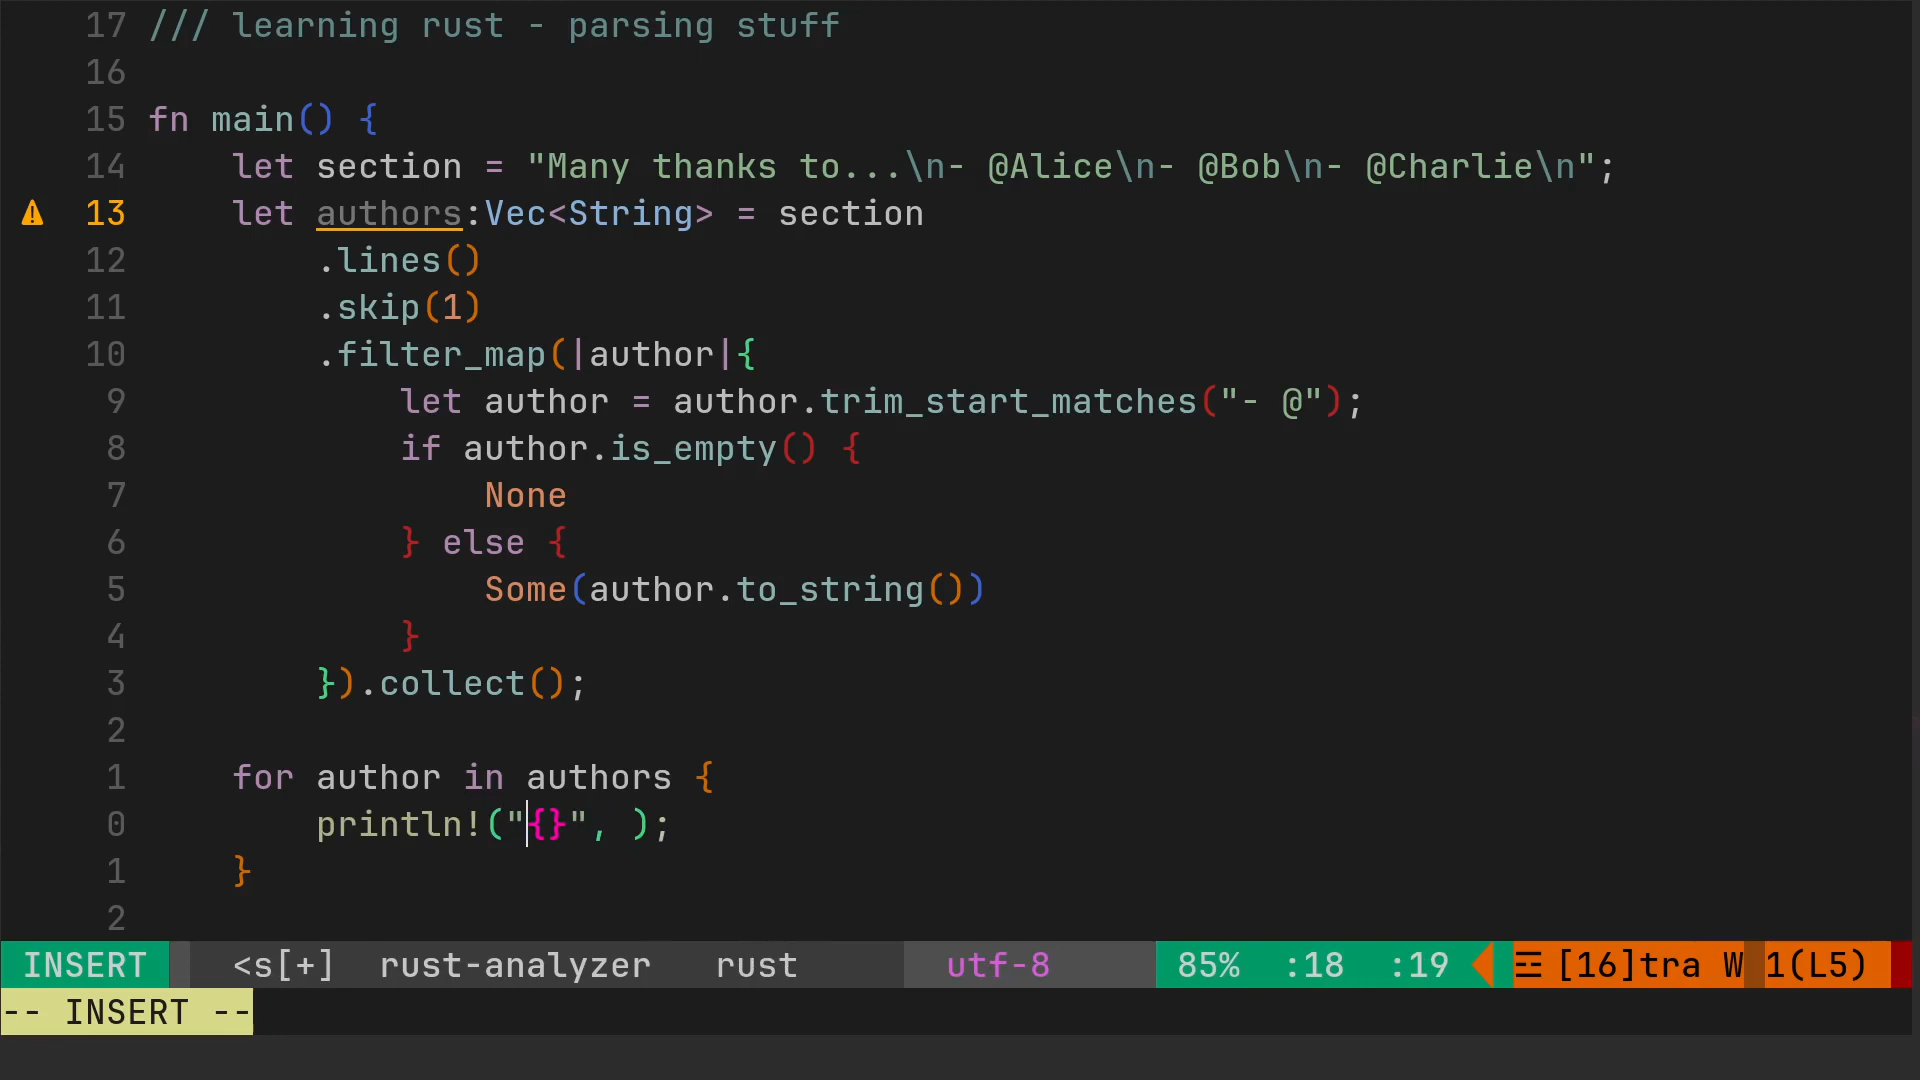 17 /// learning rust - parsing stuff
16
15 fn main() {
14     let section = "Many thanks to...\n- @Alice\n- @Bob\n- @Charlie\n";
13     let authors:Vec<String> = section
12         .lines()
11         .skip(1)
10         .filter_map(|author|{
9             let author = author.trim_start_matches("- @");
8             if author.is_empty() {
7                 None
6             } else {
5                 Some(author.to_string())
4             }
3         }).collect();
2
1     for author in authors {
0         println!("{}", );
1     }
2
INSERT <s[+] rust-analyzer rust utf-8 85% :18 :19 ☲ [16]tra W 1(L5)
-- INSERT --